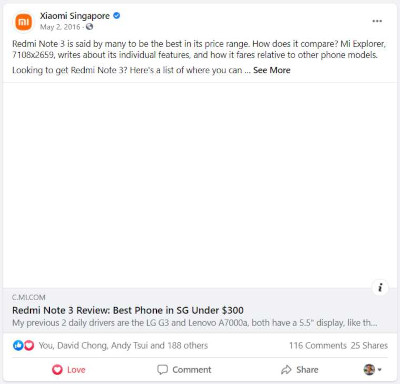 mi
Xiaomi Singapore
May 2, 2016 ·
Redmi Note 3 is said by many to be the best in its price range. How does it compare? Mi Explorer,
7108x2659, writes about its individual features, and how it fares relative to other phone models.
Looking to get Redmi Note 3? Here's a list of where you can ... See More
C.MI.COM
Redmi Note 3 Review: Best Phone in SG Under $300
My previous 2 daily drivers are the LG G3 and Lenovo A7000a, both have a 5.5" display, like th...
You, David Chong, Andy Tsui and 188 others 116 Comments 25 Shares
Love Comment Share